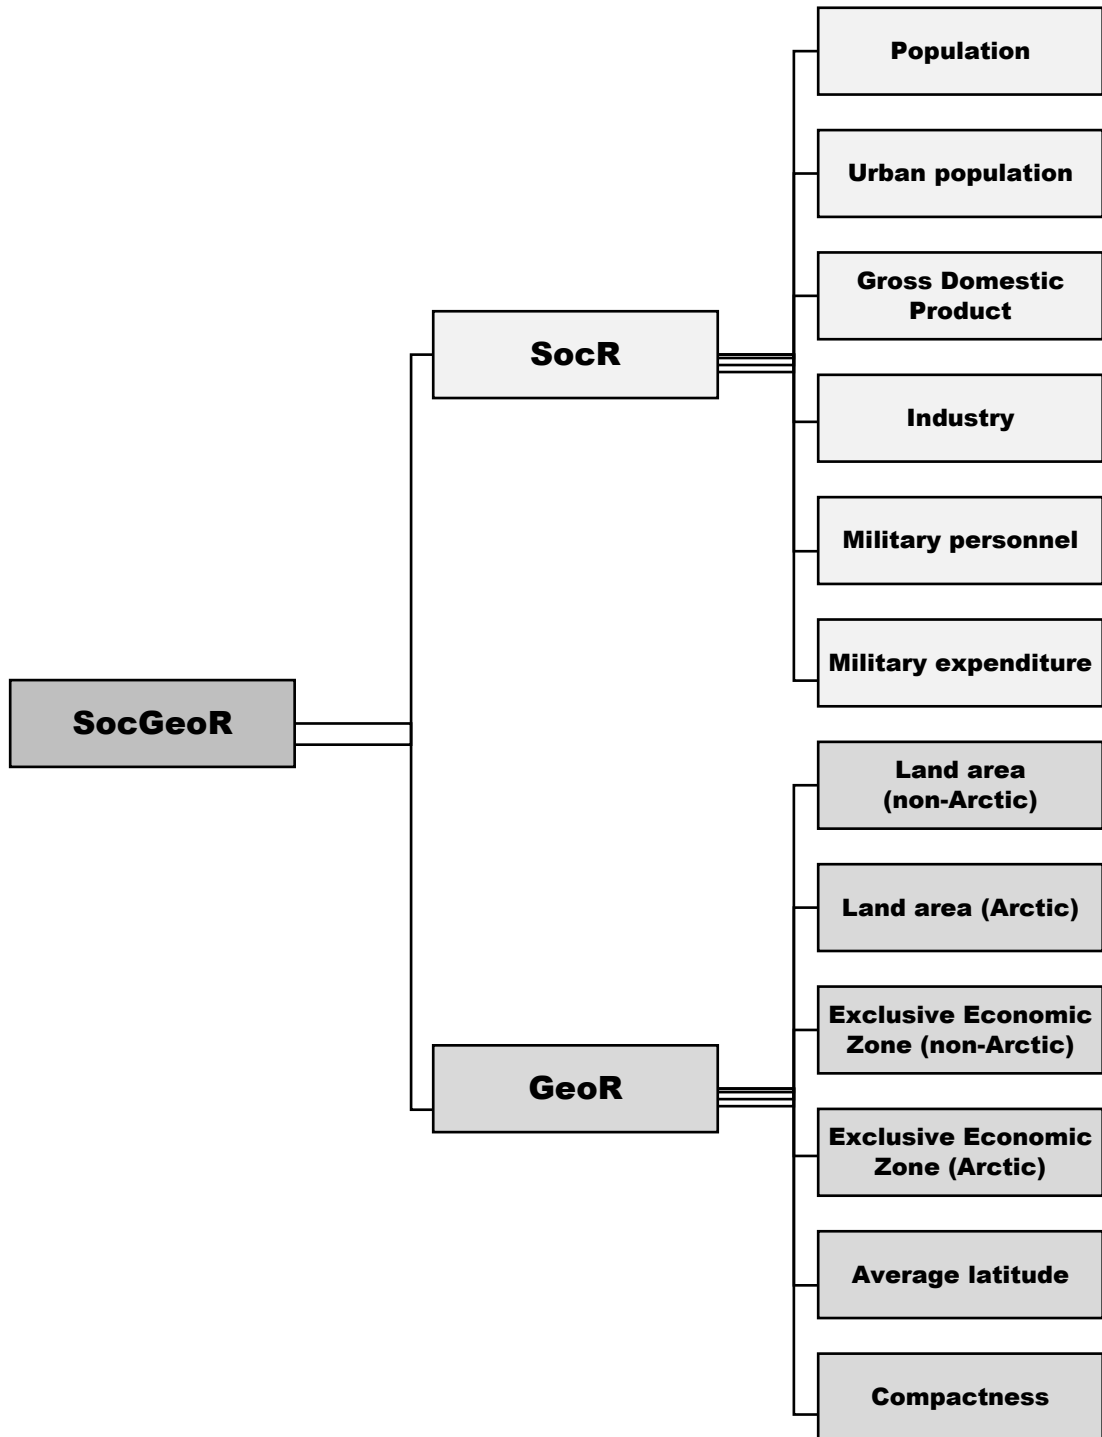 Population
Urban population
Gross Domestic
Product
SocR
Industry
Military personnel
Military expenditure
SocGeoR
Land area
(non-Arctic)
Land area (Arctic)
Exclusive Economic
Zone (non-Arctic)
GeoR
Exclusive Economic
Zone (Arctic)
Average latitude
Compactness